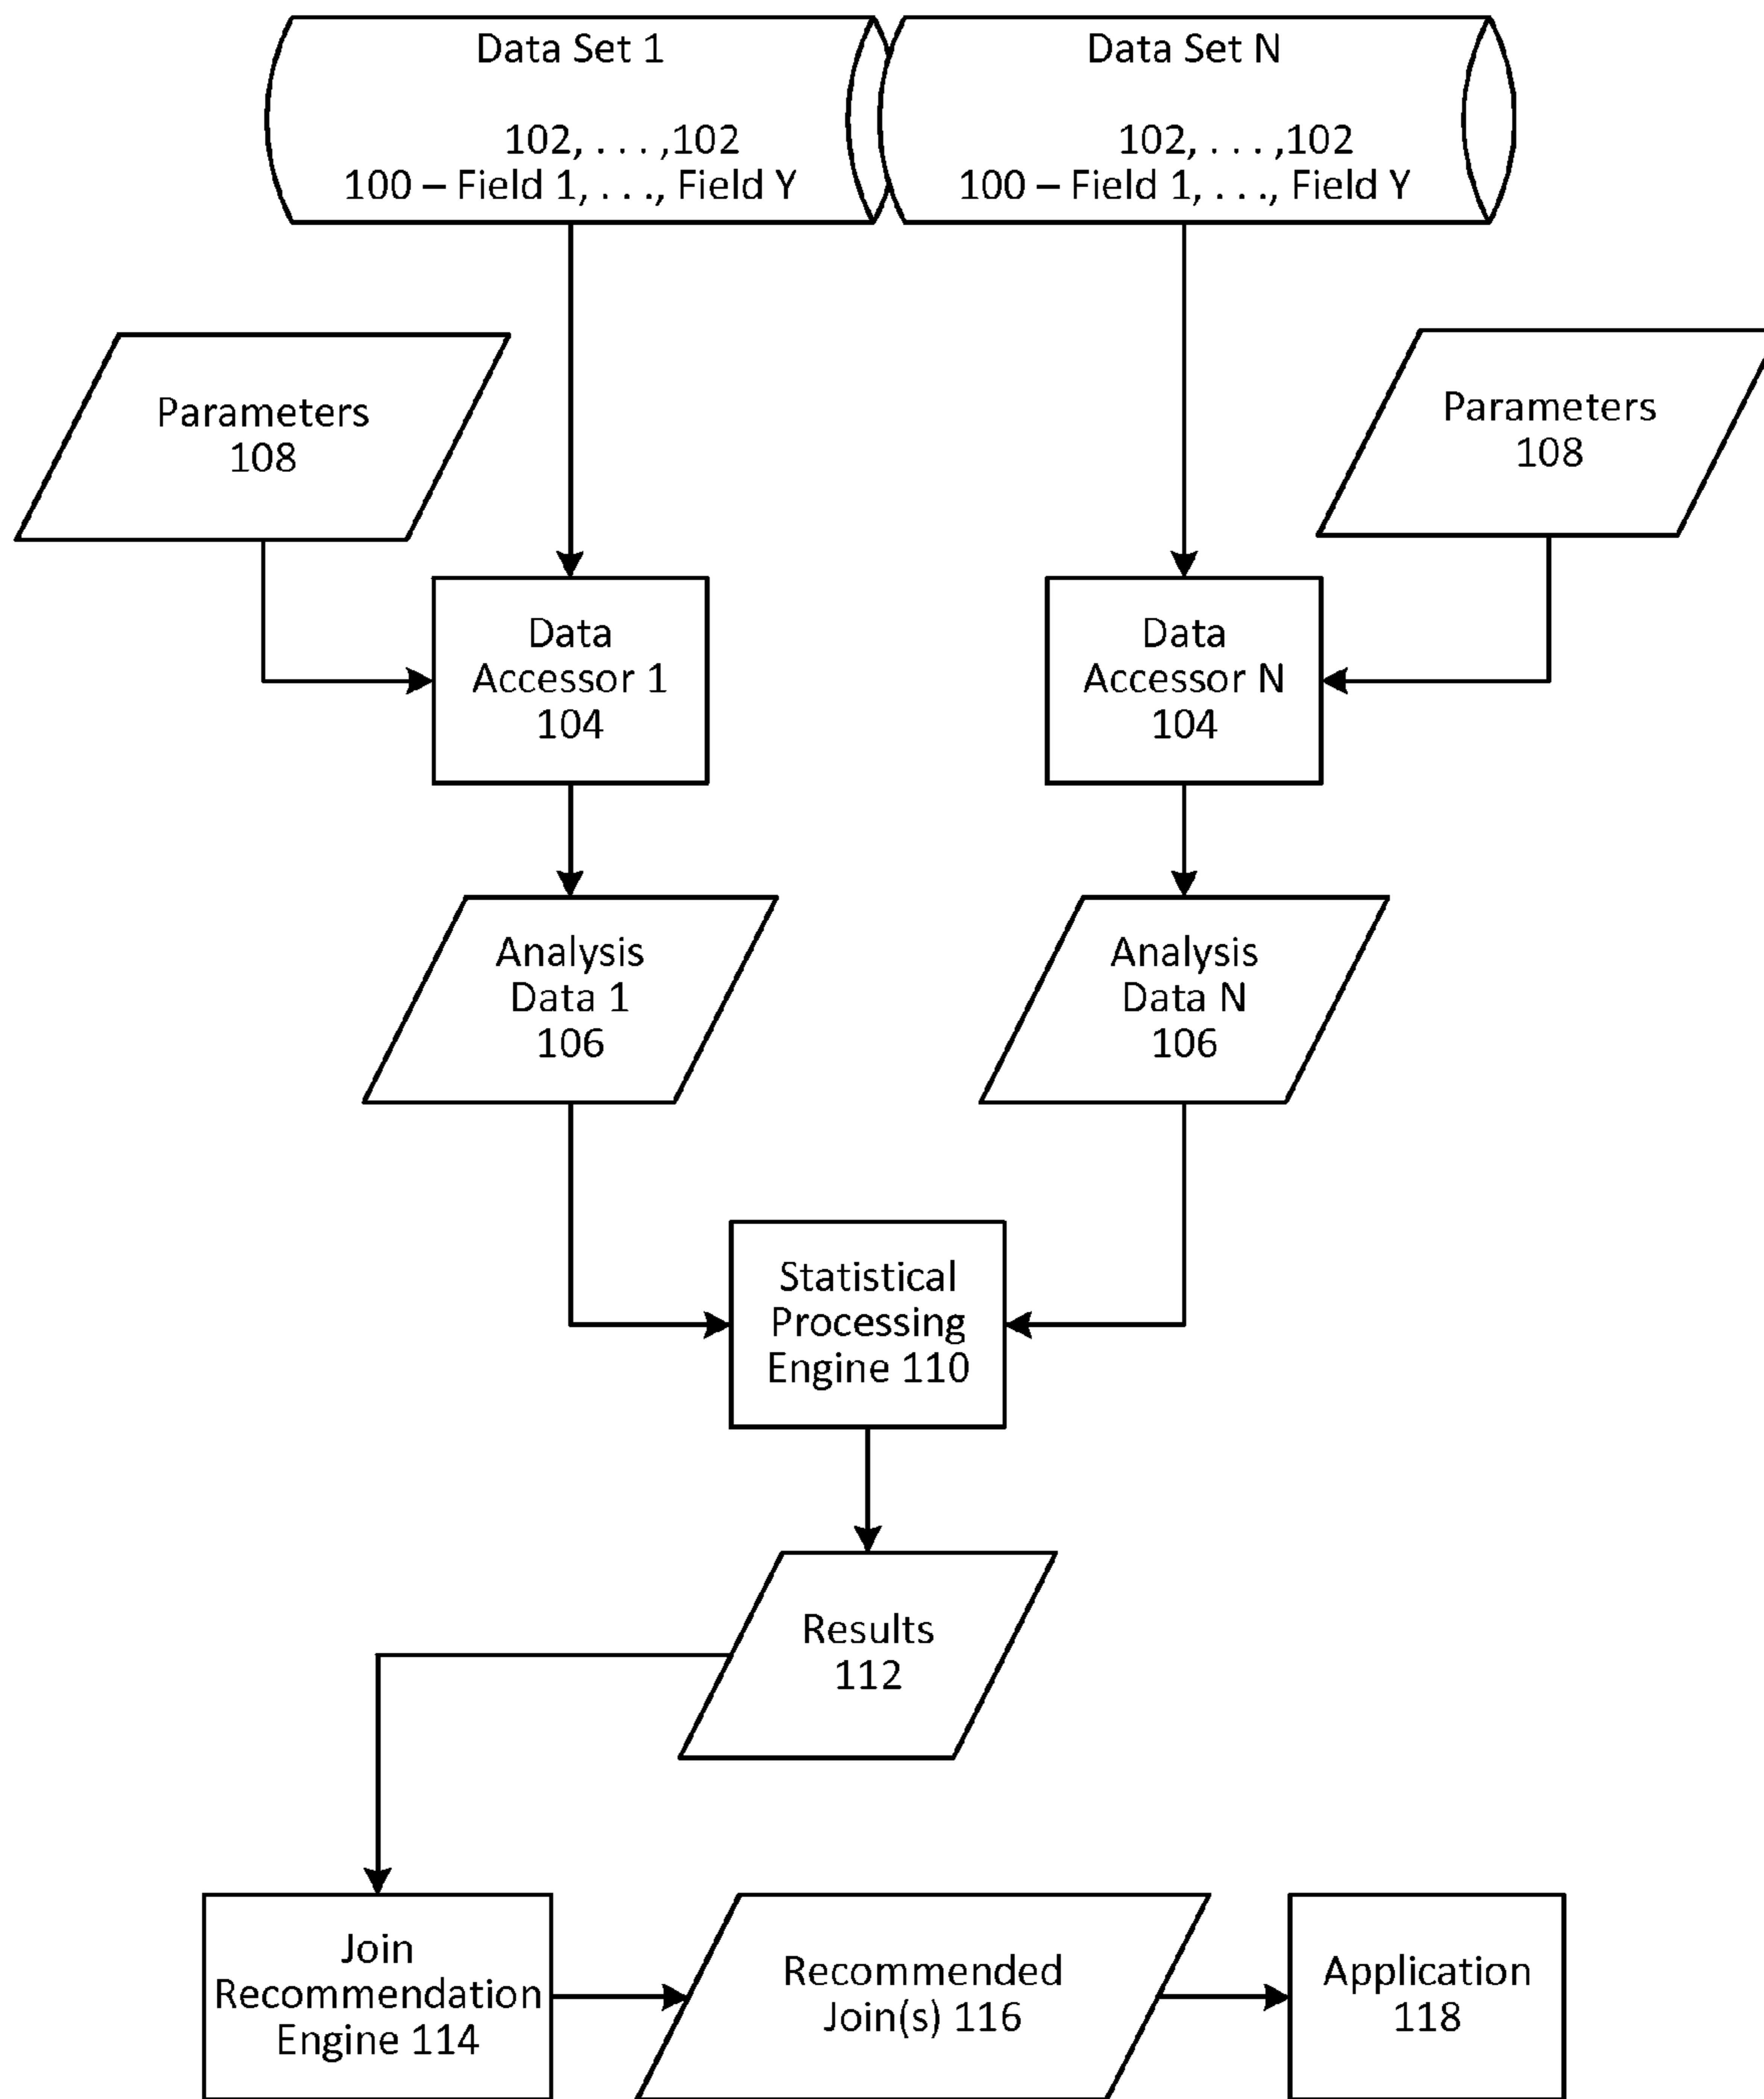 Data Set 1
102, . . . ,102
100 – Field 1, . . ., Field Y
Data Set N
102, . . . ,102
100 – Field 1, . . ., Field Y
Parameters
108
Parameters
108
Data
Accessor 1
104
Data
Accessor N
104
Analysis
Data 1
106
Analysis
Data N
106
Statistical
Processing
Engine 110
Results
112
Join
Recommendation
Engine 114
Recommended
Join(s) 116
Application
118